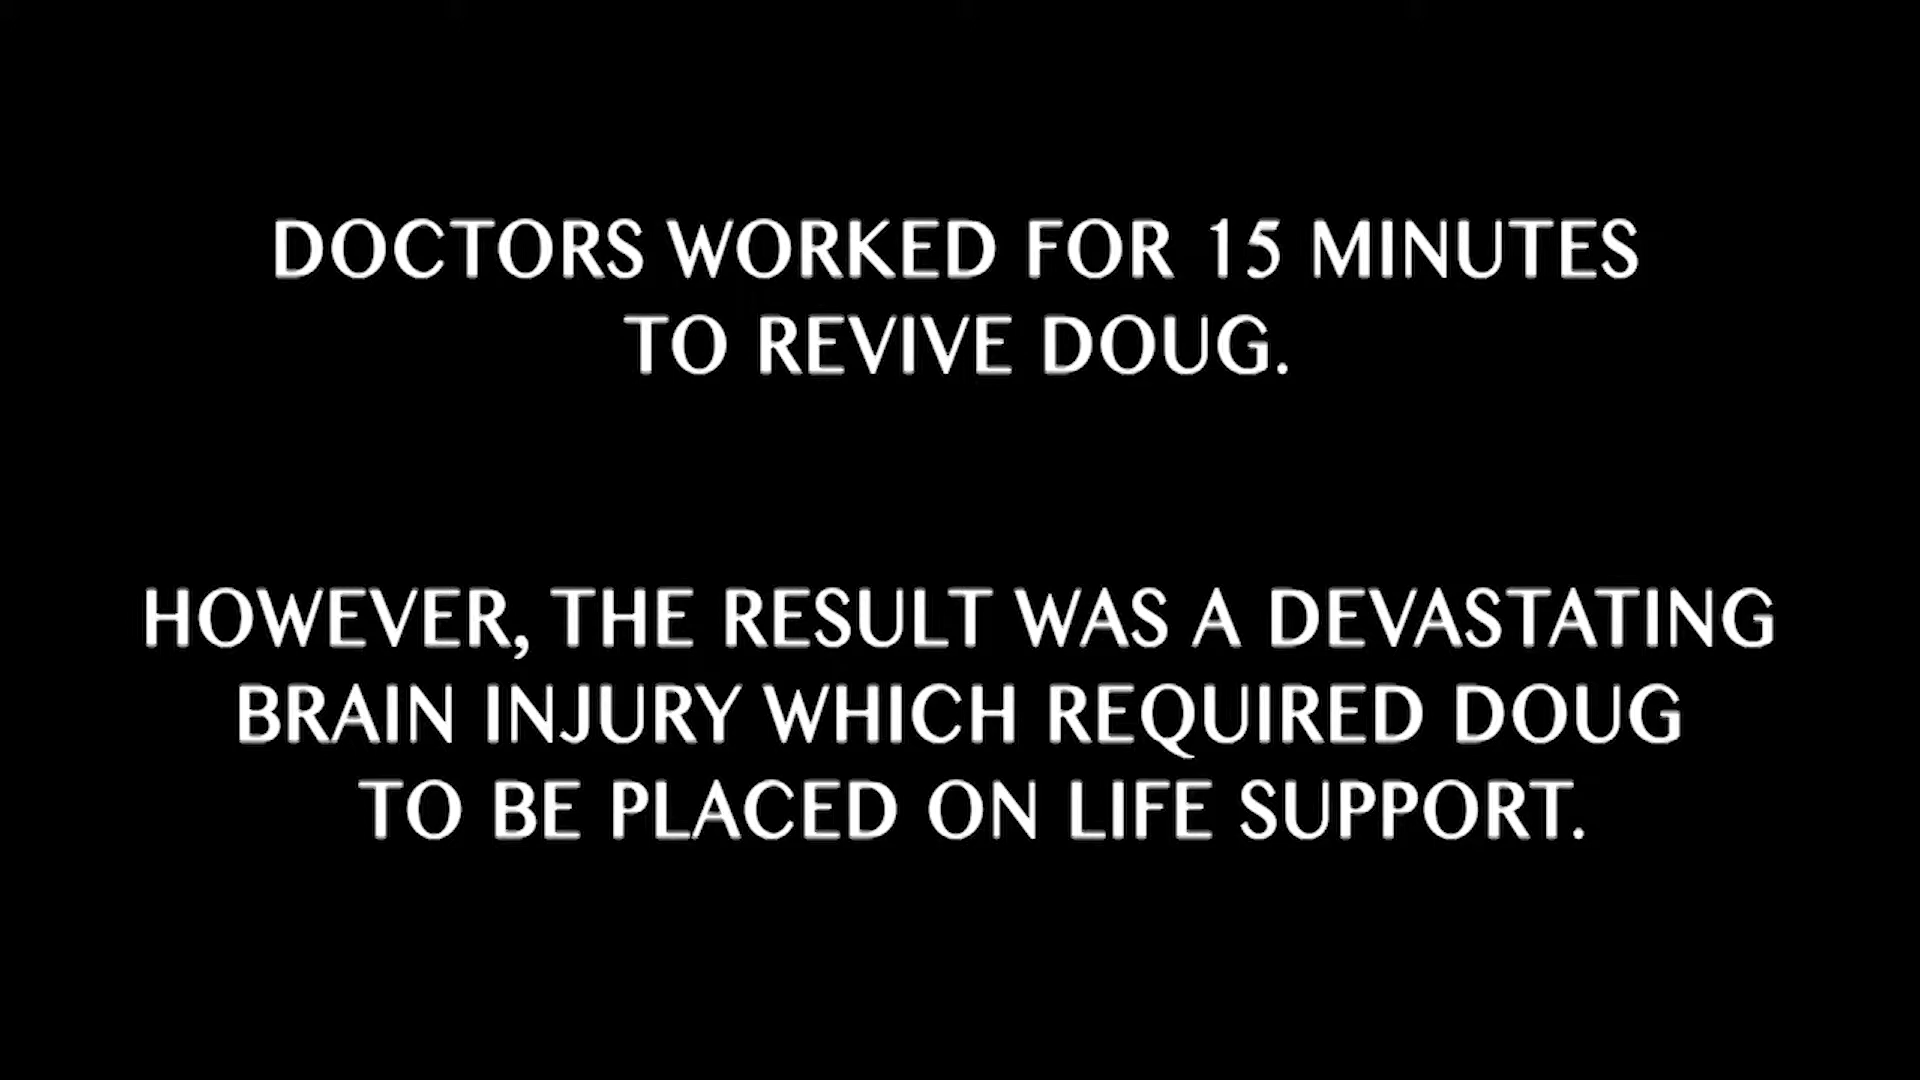 DOCTORS WORKED FOR 15 MINUTES
TO REVIVE DOUG.
HOWEVER, THE RESULT WAS A DEVASTATING
BRAIN INJURY WHICH REQUIRED DOUG
TO BE PLACED ON LIFE SUPPORT.